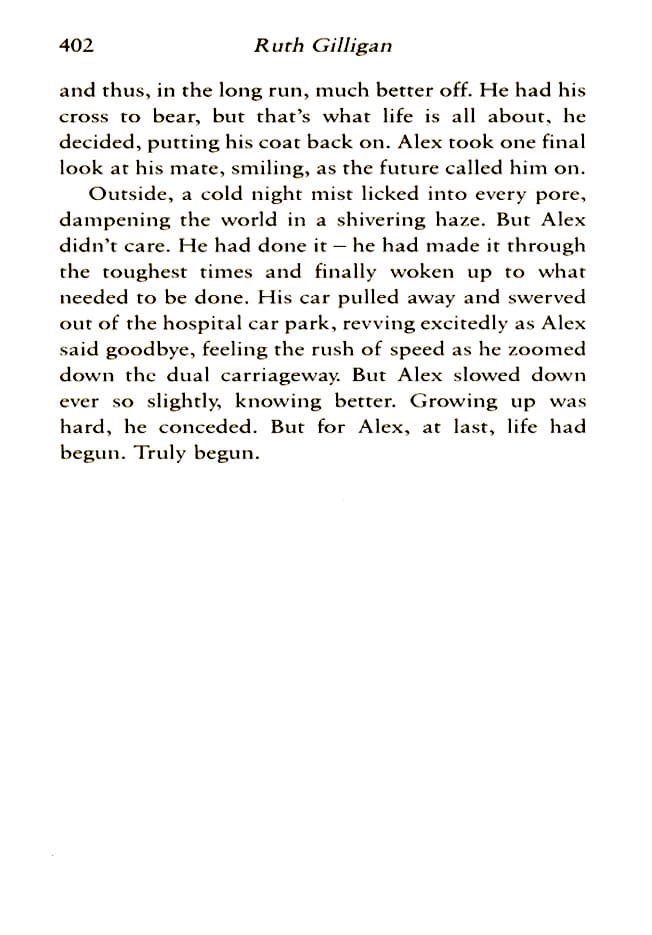 402 Ruth Gilligan
and thus, in the long run, much better off. He had his
cross to bear, but that's what life is all about, he
decided, putting his coat back on. Alex took one final
look at his mate, smiling, as the future called him on.
Outside, a cold night mist licked into every pore,
dampening the world in a shivering haze. But Alex
didn't care. He had done it – he had made it through
the toughest times and finally woken up to what
needed to be done. His car pulled away and swerved
out of the hospital car park, revving excitedly as Alex
said goodbye, feeling the rush of speed as he zoomed
down the dual carriageway. But Alex slowed down
ever so slightly, knowing better. Growing up was
hard, he conceded. But for Alex, at last, life had
begun. Truly begun.